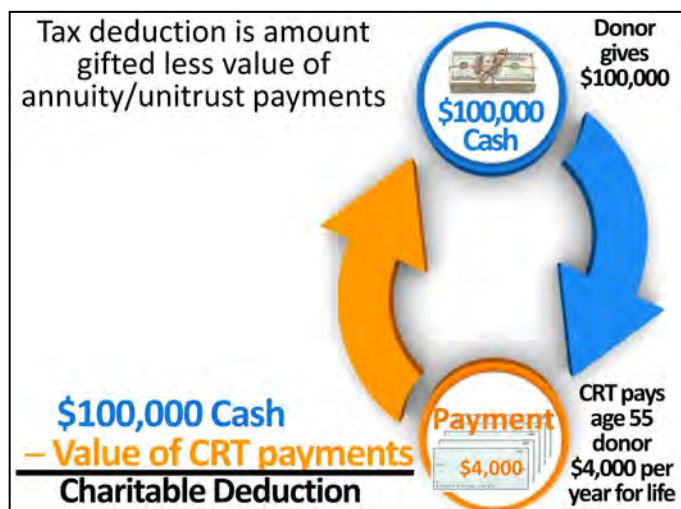 Tax deduction is amount
gifted less value of
annuity/unitrust payments
Donor
gives
$100,000
$100,000
Cash
CRT pays
age 55
donor
$4,000 per
year for life
Payment
$4,000
$100,000 Cash
– Value of CRT payments
Charitable Deduction